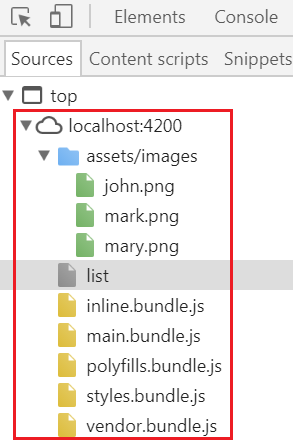 Elements Console
Sources Content scripts Snippets
top
localhost:4200
assets/images
john.png
mark.png
mary.png
list
inline.bundle.js
main.bundle.js
polyfills.bundle.js
styles.bundle.js
vendor.bundle.js